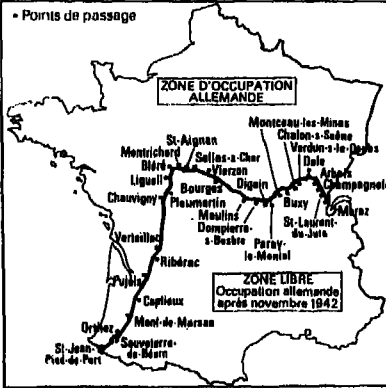 • Points de passage
ZONE D'OCCUPATION
ALLEMANDE
Montceau-les-Mines
Chalon-s-Saône
Verdun-s-le-Doubs
Dole
Arbois
Champagnole
St-Aignan
Montrichard
Bléré
Selles-s-Cher
Vierzon
Ligueil
Bourges
Digoin
Chauvigny
Pleumartin
Buxy
Morez
Moulins
Dompierre-
s-Besbre
St-Laurent-
du-Jura
Paray-
le-Monial
Verteillac
Ribérac
ZONE LIBRE
Occupation allemande
après novembre 1942
Pujols
Captieux
Orthez
Mont-de-Marsan
St-Jean-
Pied-de-Port
Sauveterre-
de-Béarn